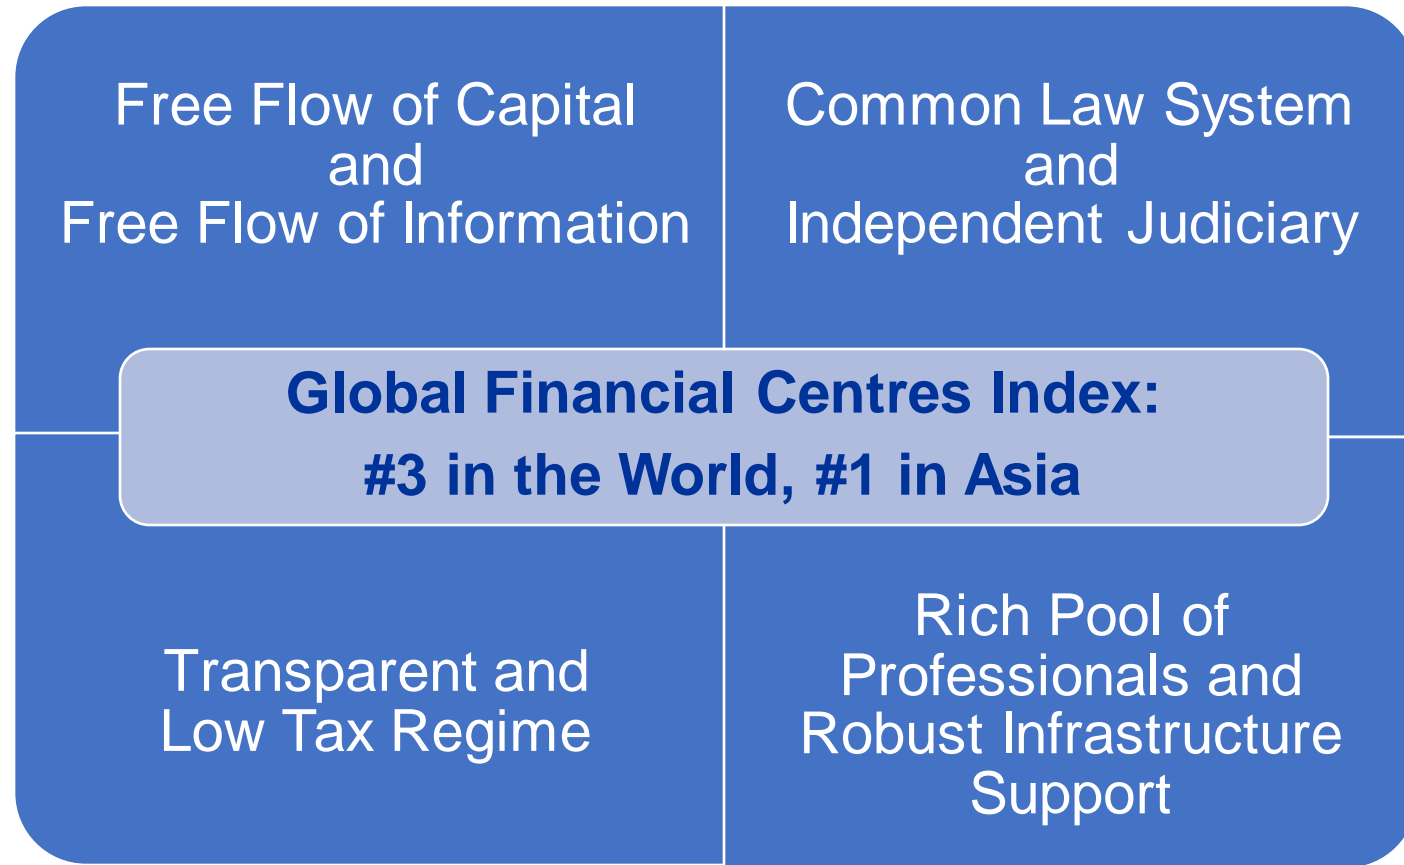 Free Flow of Capital
and
Free Flow of Information
Common Law System
and
Independent Judiciary
Global Financial Centres Index:
#3 in the World, #1 in Asia
Transparent and
Low Tax Regime
Rich Pool of
Professionals and
Robust Infrastructure
Support